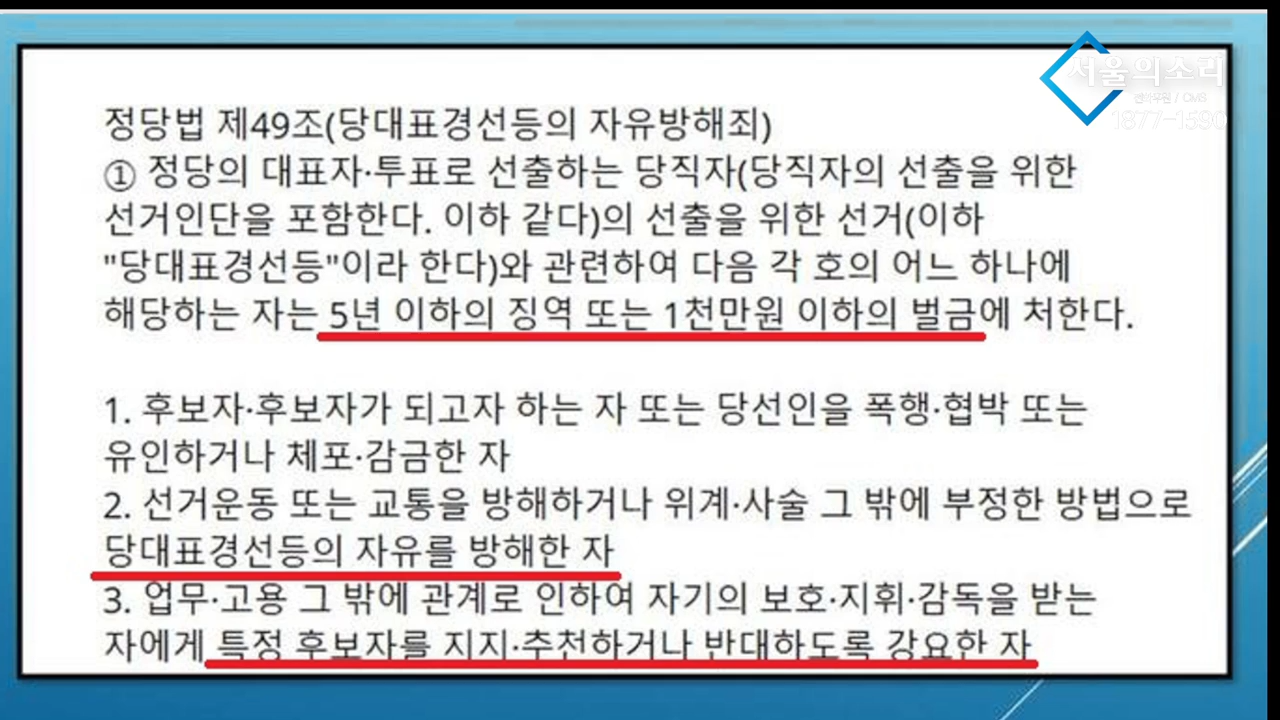 서울의소리
1877-1580
정당법 제49조(당대표경선등의 자유방해죄)
① 정당의 대표자·투표로 선출하는 당직자(당직자의 선출을 위한
선거인단을 포함한다. 이하 같다)의 선출을 위한 선거(이하
"당대표경선등"이라 한다)와 관련하여 다음 각 호의 어느 하나에
해당하는 자는 5년 이하의 징역 또는 1천만원 이하의 벌금에 처한다.
1. 후보자·후보자가 되고자 하는 자 또는 당선인을 폭행·협박 또는
유인하거나 체포·감금한 자
2. 선거운동 또는 교통을 방해하거나 위계·사술 그 밖에 부정한 방법으로
당대표경선등의 자유를 방해한 자
3. 업무·고용 그 밖에 관계로 인하여 자기의 보호·지휘·감독을 받는
자에게 특정 후보자를 지지·추천하거나 반대하도록 강요한 자